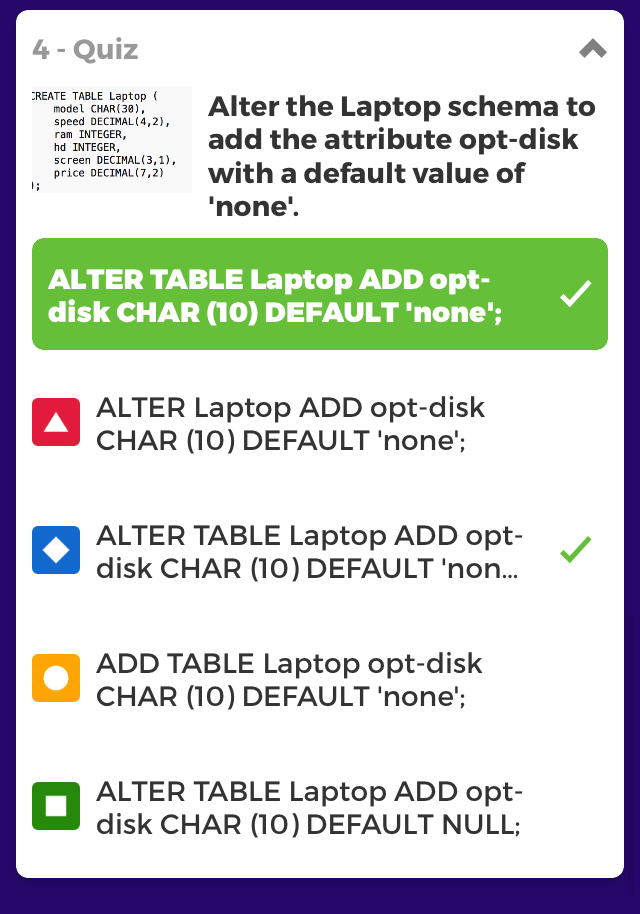 4 - Quiz
CREATE TABLE Laptop (
model CHAR(30),
speed DECIMAL(4,2),
ram INTEGER,
hd INTEGER,
screen DECIMAL(3,1),
price DECIMAL(7,2)
);
Alter the Laptop schema to
add the attribute opt-disk
with a default value of
'none'.
ALTER TABLE Laptop ADD opt-
disk CHAR (10) DEFAULT 'none';
ALTER Laptop ADD opt-disk
CHAR (10) DEFAULT 'none';
ALTER TABLE Laptop ADD opt-
disk CHAR (10) DEFAULT 'non...
ADD TABLE Laptop opt-disk
CHAR (10) DEFAULT 'none';
ALTER TABLE Laptop ADD opt-
disk CHAR (10) DEFAULT NULL;